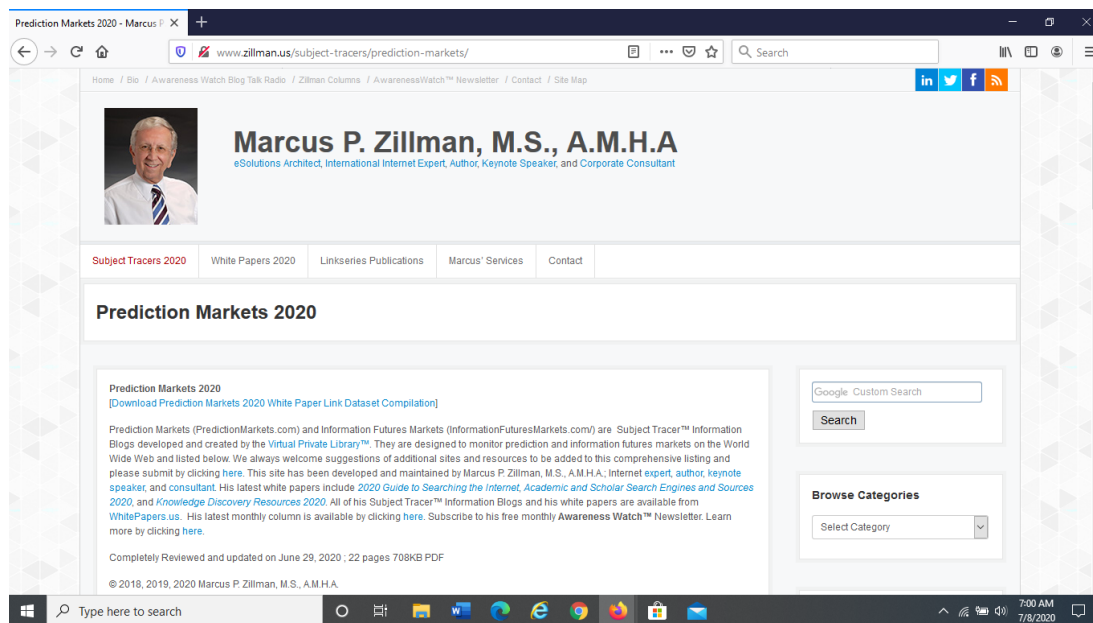 Prediction Markets 2020 - Marcus P
www.zillman.us/subject-tracers/prediction-markets/
Search
Home / Bio / Awareness Watch Blog Talk Radio / Zillman Columns / AwarenessWatch™ Newsletter / Contact / Site Map
in f
Marcus P. Zillman, M.S., A.M.H.A
eSolutions Architect, International Internet Expert, Author, Keynote Speaker, and Corporate Consultant
Subject Tracers 2020 White Papers 2020 Linkseries Publications Marcus' Services Contact
Prediction Markets 2020
Prediction Markets 2020
[Download Prediction Markets 2020 White Paper Link Dataset Compilation]
Prediction Markets (PredictionMarkets.com) and Information Futures Markets (InformationFuturesMarkets.com/) are Subject Tracer™ Information
Blogs developed and created by the Virtual Private Library™. They are designed to monitor prediction and information futures markets on the World
Wide Web and listed below. We always welcome suggestions of additional sites and resources to be added to this comprehensive listing and
please submit by clicking here. This site has been developed and maintained by Marcus P. Zillman, M.S., A.M.H.A.; Internet expert, author, keynote
speaker, and consultant. His latest white papers include 2020 Guide to Searching the Internet, Academic and Scholar Search Engines and Sources
2020, and Knowledge Discovery Resources 2020. All of his Subject Tracer™ Information Blogs and his white papers are available from
WhitePapers.us. His latest monthly column is available by clicking here. Subscribe to his free monthly Awareness Watch™ Newsletter. Learn
more by clicking here.
Completely Reviewed and updated on June 29, 2020 ; 22 pages 708KB PDF
© 2018, 2019, 2020 Marcus P. Zillman, M.S., A.M.H.A.
Google Custom Search
Search
Browse Categories
Select Category
Type here to search
7:00 AM
7/8/2020